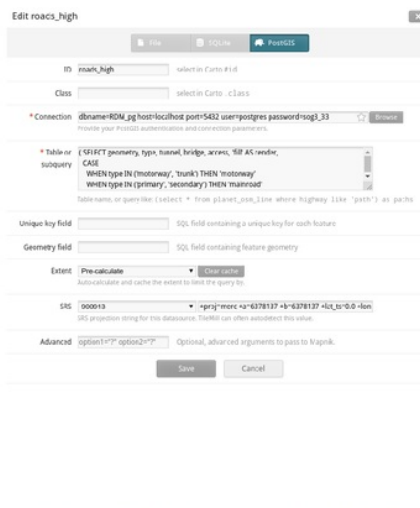 Edit roads_high
File SQLite PostGIS
ID roads_high select in Carto #id
Class select in Carto .class
* Connection dbname=RDM_pg host=localhost port=5432 user=postgres password=sog3_33 Browse
Provide your PostGIS authentication and connection parameters.
* Table or subquery
( SELECT geometry, type, tunnel, bridge, access, 'fill' AS render,
CASE
WHEN type IN ('motorway', 'trunk') THEN 'motorway'
WHEN type IN ('primary', 'secondary') THEN 'mainroad'
Table name, or query like: (select * from planet_osm_line where highway like 'path') as paths
Unique key field SQL field containing a unique key for each feature
Geometry field SQL field containing feature geometry
Extent Pre-calculate Clear cache
Auto-calculate and cache the extent to limit the query by.
SRS 900913 +proj=merc +a=6378137 +b=6378137 +lat_ts=0.0 +lon
SRS projection string for this datasource. TileMill can often autodetect this value.
Advanced option1="?" option2="?" Optional, advanced arguments to pass to Mapnik.
Save Cancel